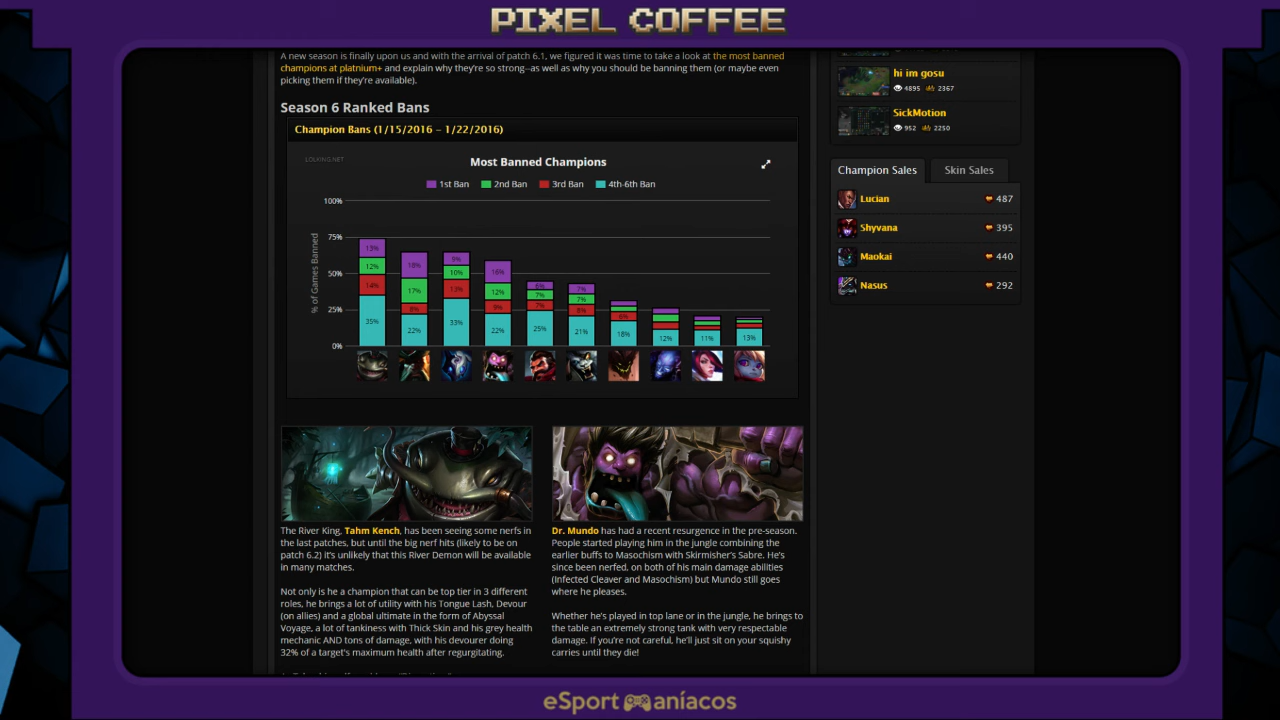 PIXEL COFFEE
A new season is finally upon us and with the arrival of patch 6.1, we figured it was time to take a look at the most banned
champions at platnium+ and explain why they're so strong--as well as why you should be banning them (or maybe even
picking them if they're available).
Season 6 Ranked Bans
Champion Bans (1/15/2016 – 1/22/2016)
LOLKING.NET
Most Banned Champions
1st Ban 2nd Ban 3rd Ban 4th-6th Ban
% of Games Banned
100%
75%
50%
25%
0%
13% 12% 14% 35%
18% 17% 8% 22%
9% 10% 13% 33%
16% 12% 9% 22%
6% 7% 7% 25%
7% 7% 8% 21%
6% 18%
12%
11%
13%
The River King, Tahm Kench, has been seeing some nerfs in
the last patches, but until the big nerf hits (likely to be on
patch 6.2) it's unlikely that this River Demon will be available
in many matches.
Not only is he a champion that can be top tier in 3 different
roles, he brings a lot of utility with his Tongue Lash, Devour
(on allies) and a global ultimate in the form of Abyssal
Voyage, a lot of tankiness with Thick Skin and his grey health
mechanic AND tons of damage, with his devourer doing
32% of a target's maximum health after regurgitating.
Dr. Mundo has had a recent resurgence in the pre-season.
People started playing him in the jungle combining the
earlier buffs to Masochism with Skirmisher's Sabre. He's
since been nerfed, on both of his main damage abilities
(Infected Cleaver and Masochism) but Mundo still goes
where he pleases.
Whether he's played in top lane or in the jungle, he brings to
the table an extremely strong tank with very respectable
damage. If you're not careful, he'll just sit on your squishy
carries until they die!
hi im gosu
4895 2367
SickMotion
952 2250
Champion Sales Skin Sales
Lucian 487
Shyvana 395
Maokai 440
Nasus 292
eSport maníacos